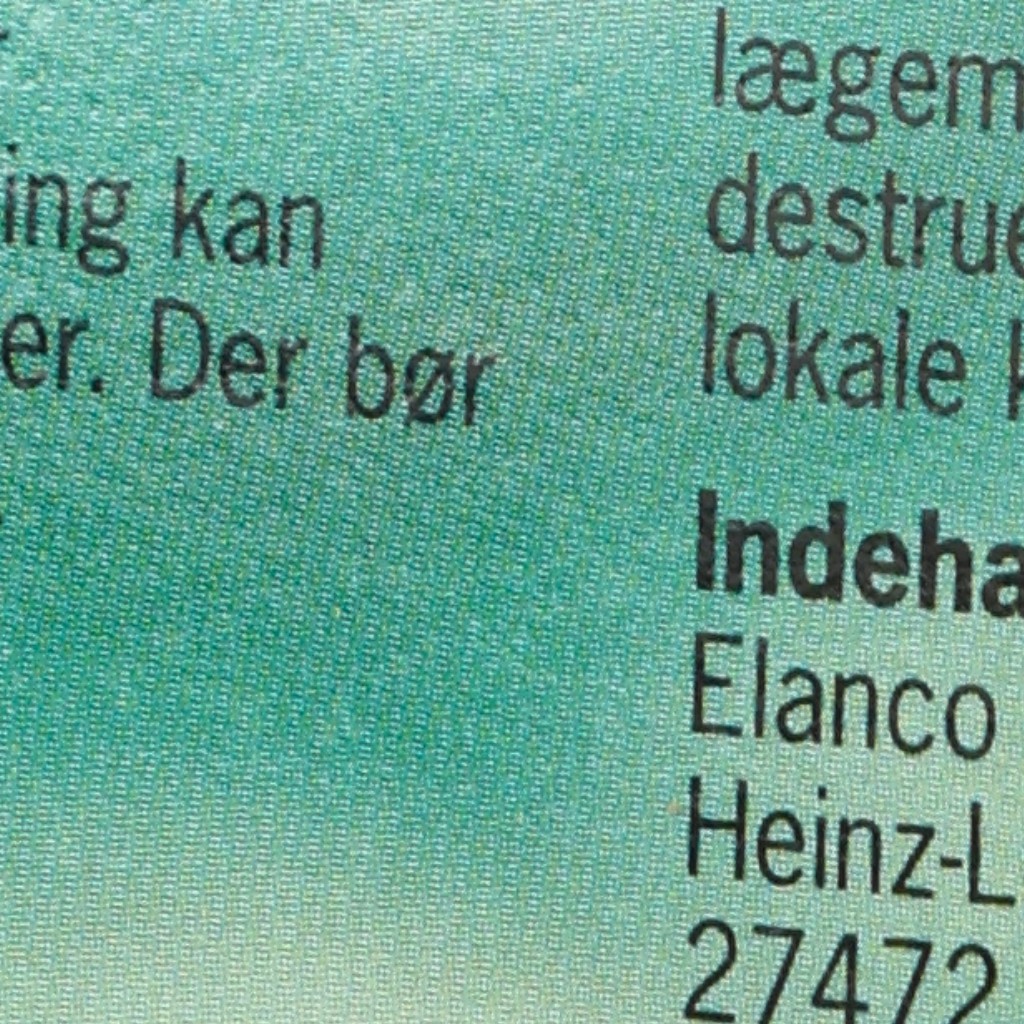 ing kan
er. Der bør
lægem
destrue
lokale
Indeha
Elanco
Heinz-L
27472